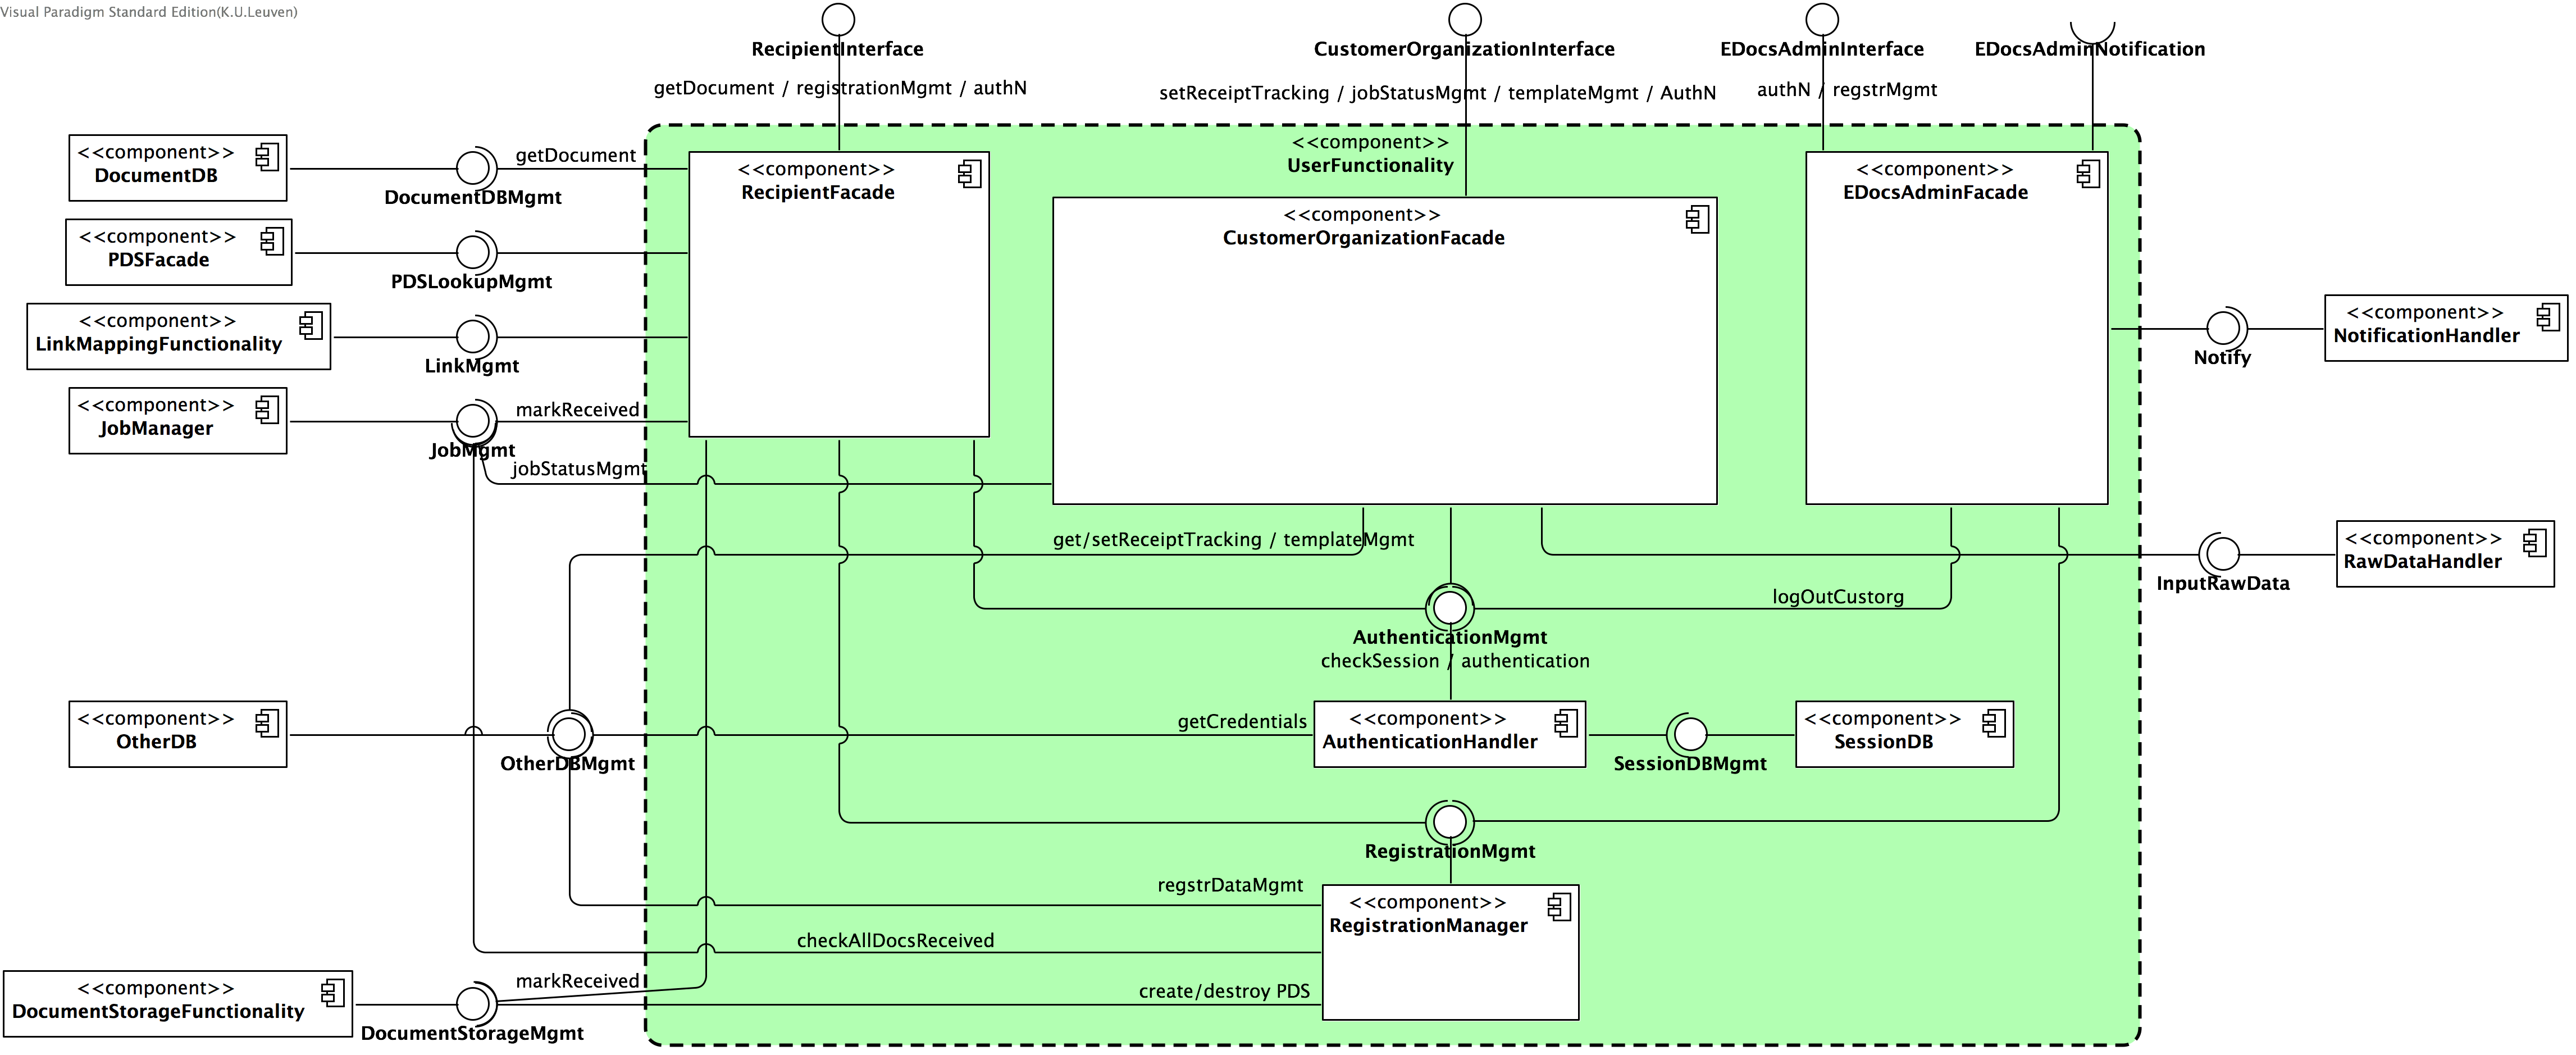 Visual Paradigm Standard Edition(K.U.Leuven)
RecipientInterface
CustomerOrganizationInterface
EDocsAdminInterface
EDocsAdminNotification
getDocument / registrationMgmt / authN
setReceiptTracking / jobStatusMgmt / templateMgmt / AuthN
authN / regstrMgmt
<<component>>
UserFunctionality
<<component>>
DocumentDB
DocumentDBMgmt
getDocument
<<component>>
RecipientFacade
<<component>>
CustomerOrganizationFacade
<<component>>
EDocsAdminFacade
<<component>>
PDSFacade
PDSLookupMgmt
<<component>>
LinkMappingFunctionality
LinkMgmt
Notify
<<component>>
NotificationHandler
<<component>>
JobManager
JobMgmt
markReceived
jobStatusMgmt
get/setReceiptTracking / templateMgmt
InputRawData
<<component>>
RawDataHandler
logOutCustorg
AuthenticationMgmt
checkSession / authentication
<<component>>
OtherDB
OtherDBMgmt
getCredentials
<<component>>
AuthenticationHandler
SessionDBMgmt
<<component>>
SessionDB
RegistrationMgmt
regstrDataMgmt
<<component>>
RegistrationManager
checkAllDocsReceived
<<component>>
DocumentStorageFunctionality
DocumentStorageMgmt
markReceived
create/destroy PDS